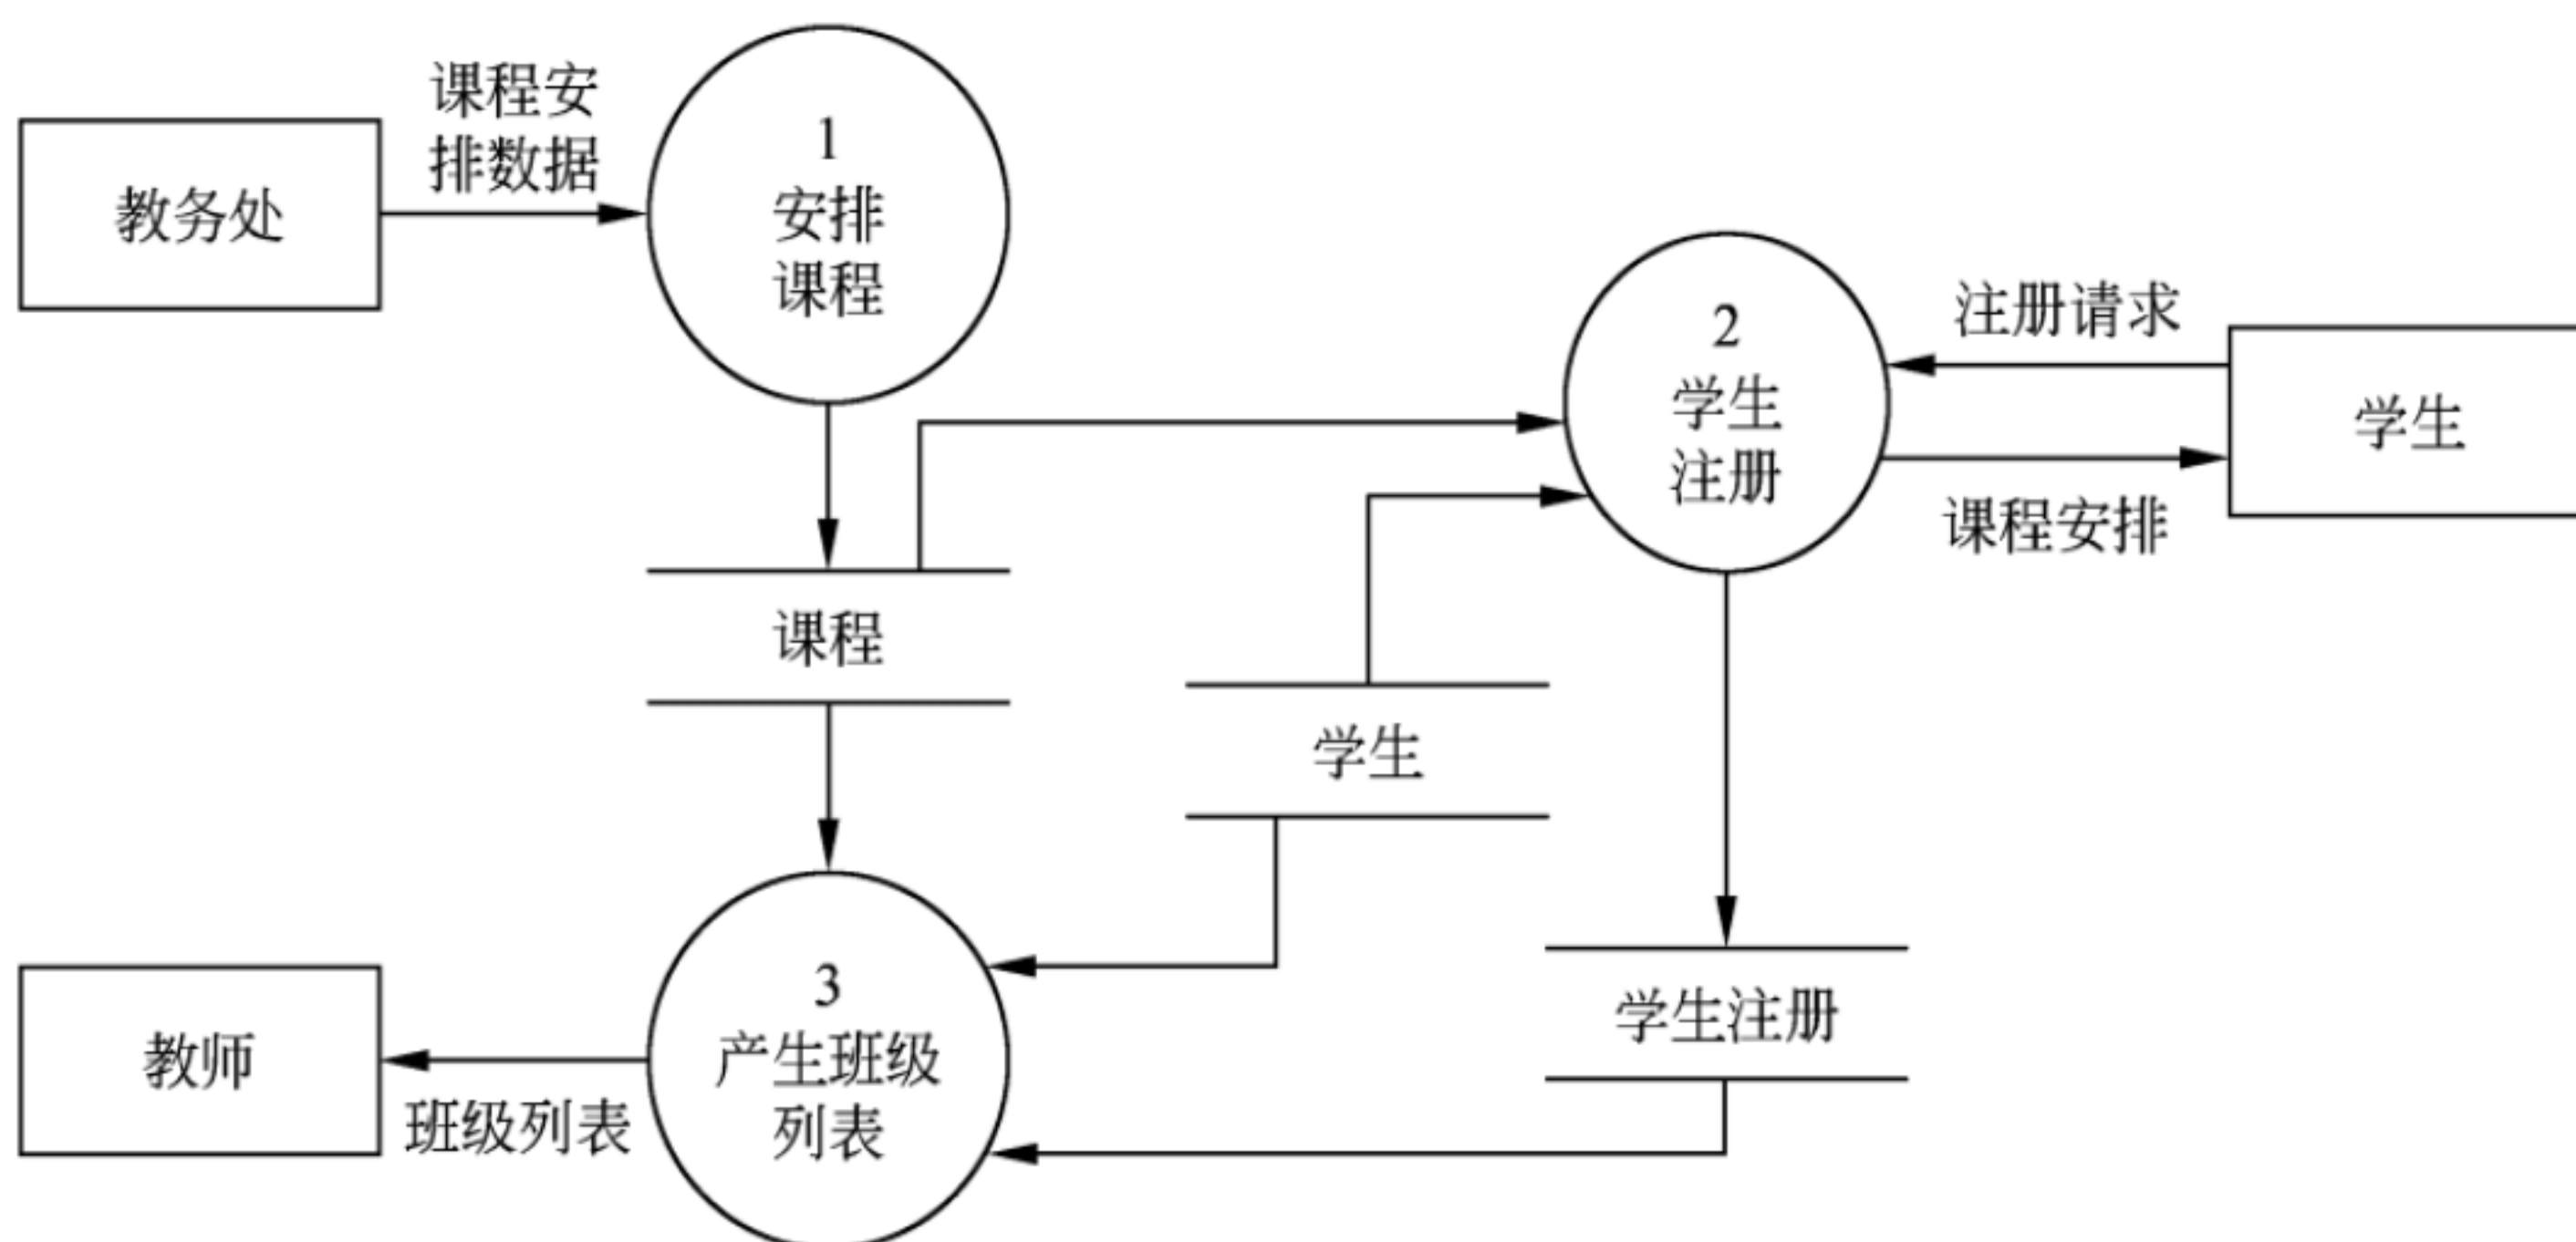 课程安
排数据
教务处
1
安排
课程
2
学生
注册
注册请求
学生
课程安排
课程
学生
3
产生班级
列表
教师
班级列表
学生注册